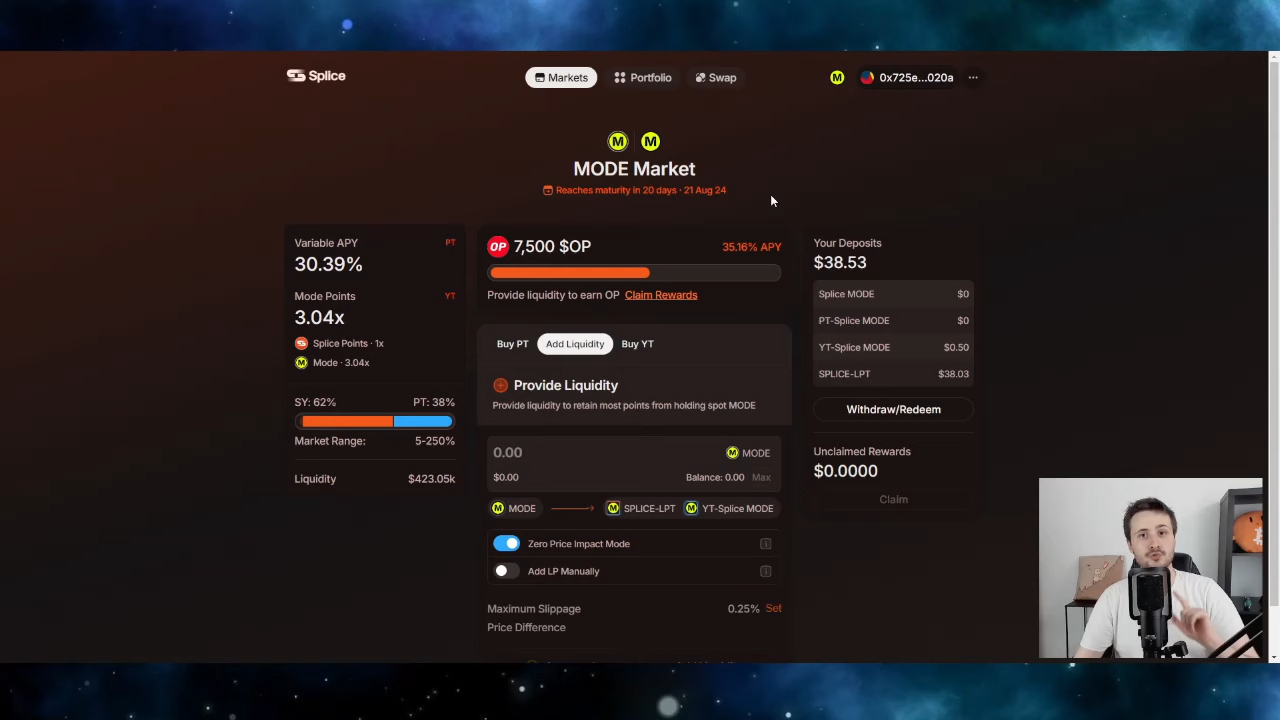 Splice
Markets
Portfolio
Swap
M
0x725e...020a
M M
MODE Market
Reaches maturity in 20 days · 21 Aug 24
Variable APY PT
30.39%
Mode Points YT
3.04x
Splice Points · 1x
M Mode · 3.04x
SY: 62% PT: 38%
Market Range: 5-250%
Liquidity $423.05k
OP 7,500 $OP 35.16% APY
Provide liquidity to earn OP Claim Rewards
Buy PT Add Liquidity Buy YT
Provide Liquidity
Provide liquidity to retain most points from holding spot MODE
0.00 M MODE
$0.00 Balance: 0.00 Max
M MODE M SPLICE-LPT M YT-Splice MODE
Zero Price Impact Mode i
Add LP Manually i
Maximum Slippage 0.25% Set
Price Difference
Your Deposits
$38.53
Splice MODE $0
PT-Splice MODE $0
YT-Splice MODE $0.50
SPLICE-LPT $38.03
Withdraw/Redeem
Unclaimed Rewards
$0.0000
Claim